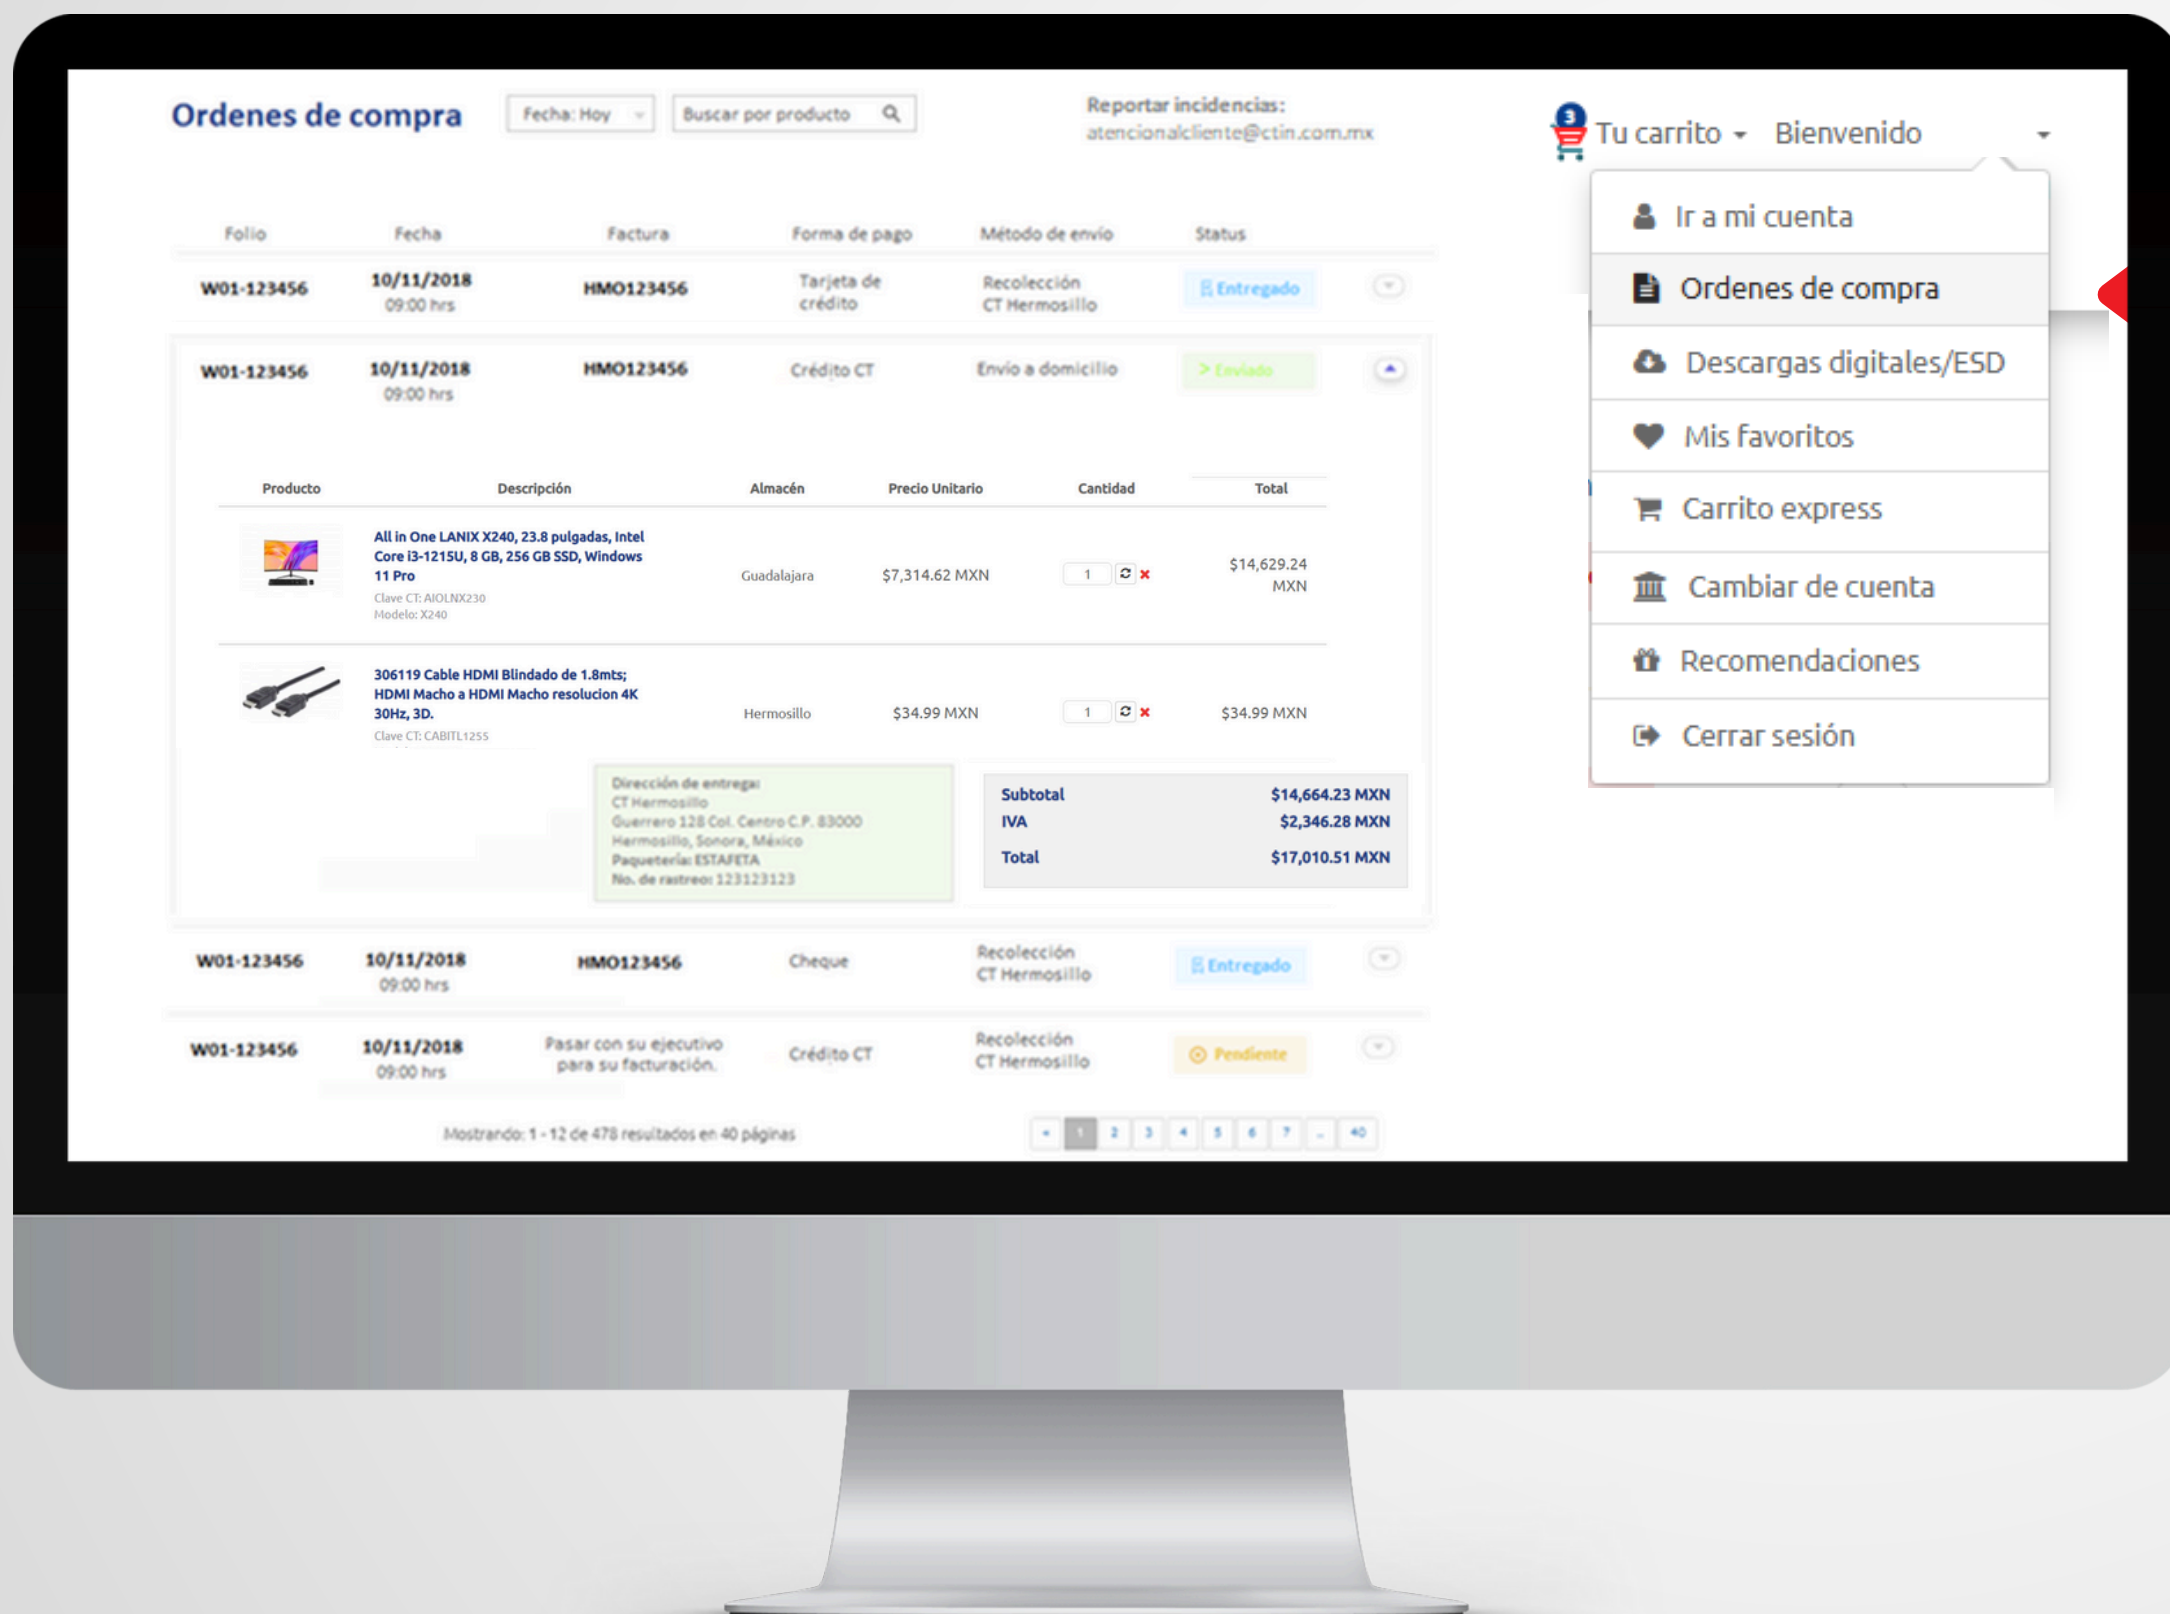 Ordenes de compra
Fecha: Hoy
Buscar por producto
Reportar incidencias:
atencionalcliente@ctin.com.mx
3
Tu carrito
Bienvenido
Ir a mi cuenta
Ordenes de compra
Descargas digitales/ESD
Mis favoritos
Carrito express
Cambiar de cuenta
Recomendaciones
Cerrar sesión
Folio Fecha Factura Forma de pago Método de envío Status
W01-123456 10/11/2018 HMO123456 Tarjeta de Recolección Entregado
09:00 hrs crédito CT Hermosillo
W01-123456 10/11/2018 HMO123456 Crédito CT Envío a domicilio > Enviado
09:00 hrs
Producto Descripción Almacén Precio Unitario Cantidad Total
All in One LANIX X240, 23.8 pulgadas, Intel
Core i3-1215U, 8 GB, 256 GB SSD, Windows
11 Pro
Clave CT: AIOLNX230
Modelo: X240
Guadalajara $7,314.62 MXN 1 $14,629.24
MXN
306119 Cable HDMI Blindado de 1.8mts;
HDMI Macho a HDMI Macho resolucion 4K
30Hz, 3D.
Clave CT: CABITL1255
Hermosillo $34.99 MXN 1 $34.99 MXN
Dirección de entrega:
CT Hermosillo
Guerrero 128 Col. Centro C.P. 83000
Hermosillo, Sonora, México
Paquetería: ESTAFETA
No. de rastreo: 123123123
Subtotal $14,664.23 MXN
IVA $2,346.28 MXN
Total $17,010.51 MXN
W01-123456 10/11/2018 HMO123456 Cheque Recolección Entregado
09:00 hrs CT Hermosillo
W01-123456 10/11/2018 Pasar con su ejecutivo Crédito CT Recolección Pendiente
09:00 hrs para su facturación. CT Hermosillo
Mostrando: 1 - 12 de 478 resultados en 40 páginas
« 1 2 3 4 5 6 7 .. 40